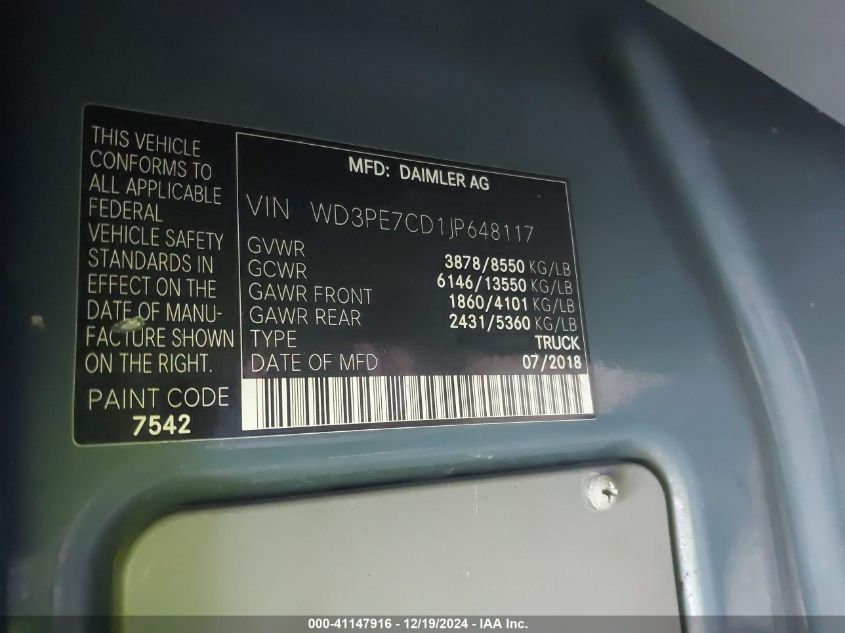 THIS VEHICLE
CONFORMS TO
ALL APPLICABLE
FEDERAL
VEHICLE SAFETY
STANDARDS IN
EFFECT ON THE
DATE OF MANU-
FACTURE SHOWN
ON THE RIGHT.
PAINT CODE
7542
MFD: DAIMLER AG
VIN WD3PE7CD1JP648117
GVWR 3878/8550 KG/LB
GCWR 6146/13550 KG/LB
GAWR FRONT 1860/4101 KG/LB
GAWR REAR 2431/5360 KG/LB
TYPE TRUCK
DATE OF MFD 07/2018
000-41147916 - 12/19/2024 - IAA Inc.